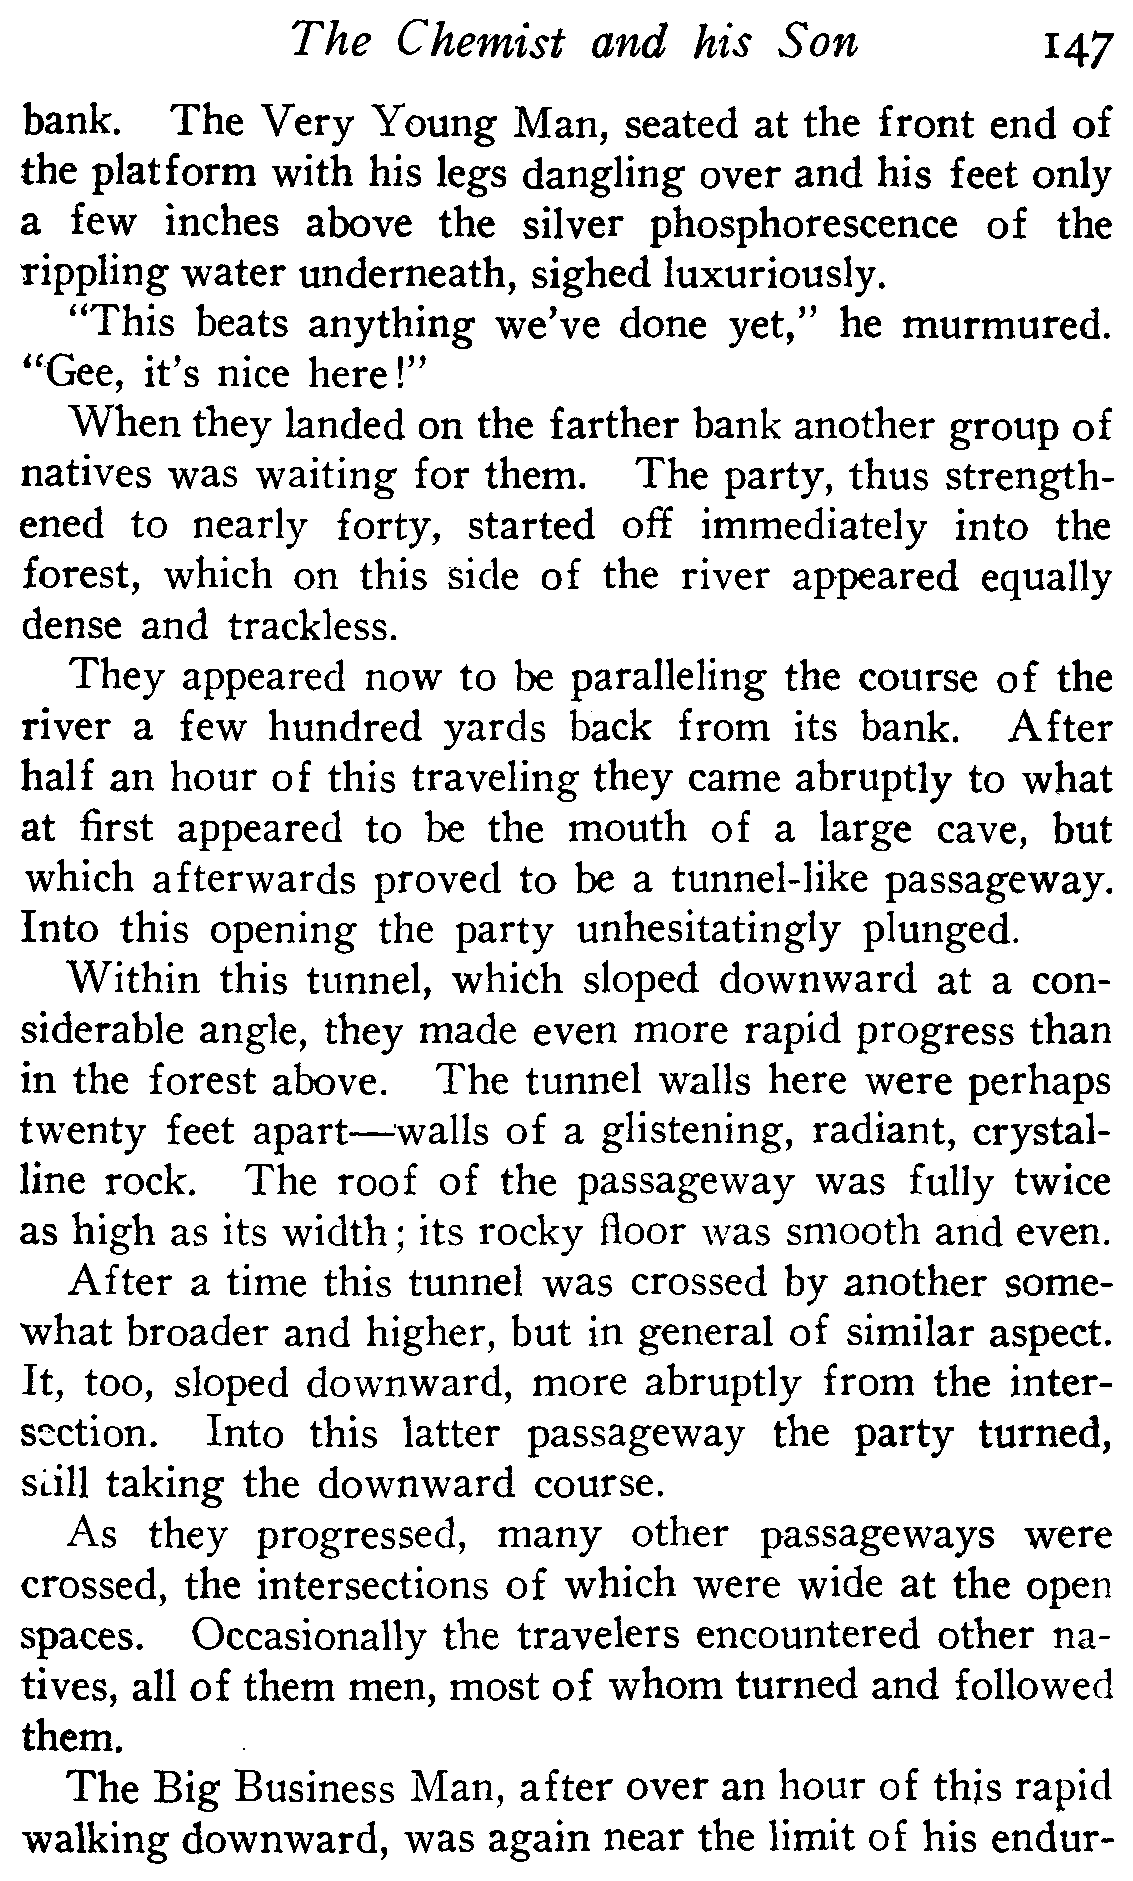 The Chemist and his Son 147
bank. The Very Young Man, seated at the front end of
the platform with his legs dangling over and his feet only
a few inches above the silver phosphorescence of the
rippling water underneath, sighed luxuriously.
"This beats anything we've done yet," he murmured.
"Gee, it's nice here!"
When they landed on the farther bank another group of
natives was waiting for them. The party, thus strength-
ened to nearly forty, started off immediately into the
forest, which on this side of the river appeared equally
dense and trackless.
They appeared now to be paralleling the course of the
river a few hundred yards back from its bank. After
half an hour of this traveling they came abruptly to what
at first appeared to be the mouth of a large cave, but
which afterwards proved to be a tunnel-like passageway.
Into this opening the party unhesitatingly plunged.
Within this tunnel, which sloped downward at a con-
siderable angle, they made even more rapid progress than
in the forest above. The tunnel walls here were perhaps
twenty feet apart—walls of a glistening, radiant, crystal-
line rock. The roof of the passageway was fully twice
as high as its width; its rocky floor was smooth and even.
After a time this tunnel was crossed by another some-
what broader and higher, but in general of similar aspect.
It, too, sloped downward, more abruptly from the inter-
section. Into this latter passageway the party turned,
still taking the downward course.
As they progressed, many other passageways were
crossed, the intersections of which were wide at the open
spaces. Occasionally the travelers encountered other na-
tives, all of them men, most of whom turned and followed
them.
The Big Business Man, after over an hour of this rapid
walking downward, was again near the limit of his endur-